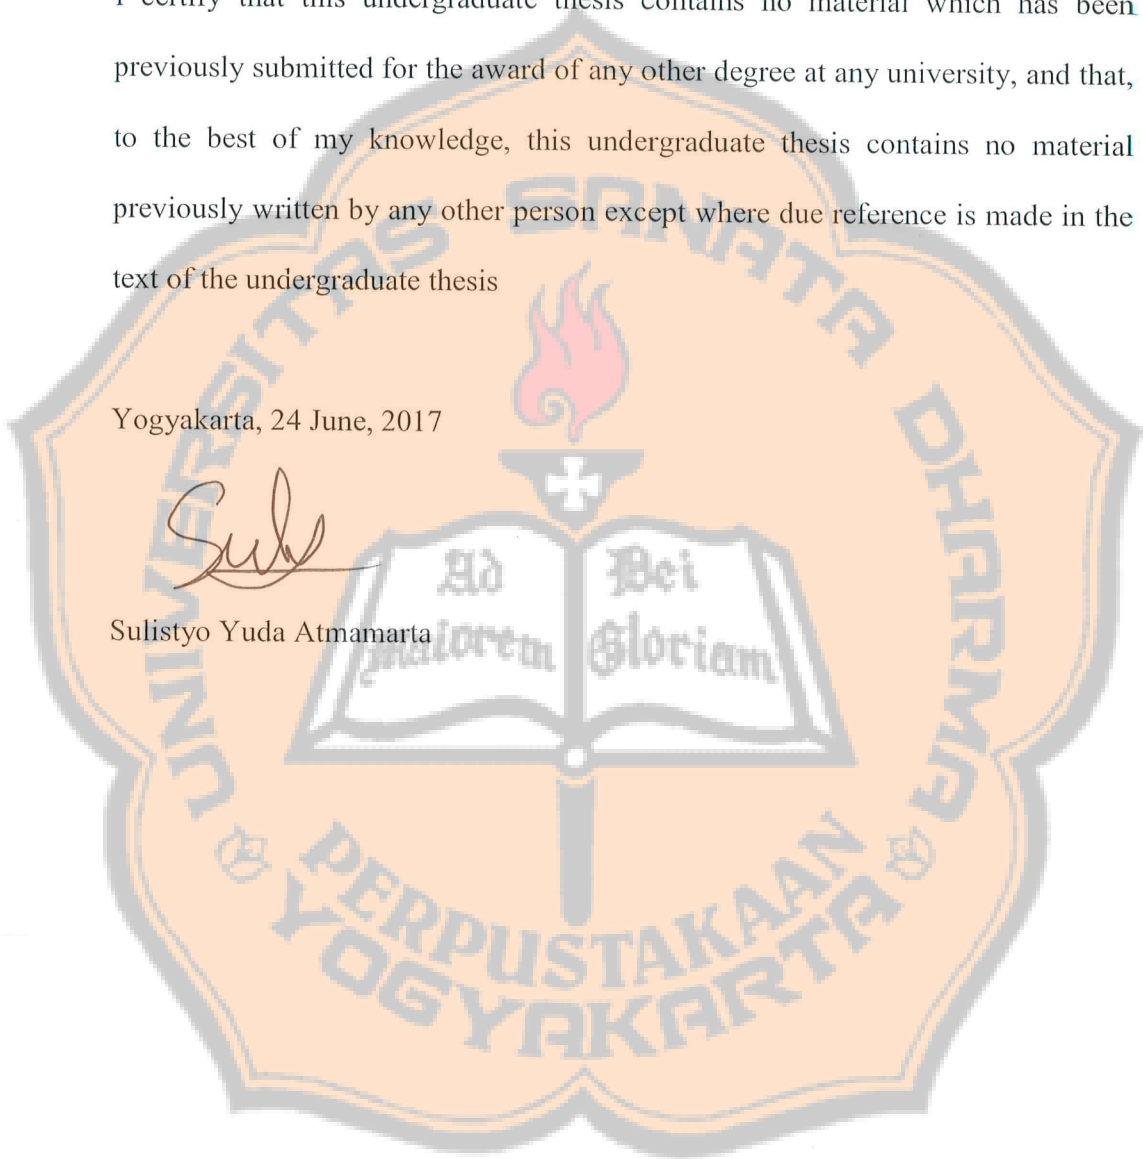 I certify that this undergraduate thesis contains no material which has been
previously submitted for the award of any other degree at any university, and that,
to the best of my knowledge, this undergraduate thesis contains no material
previously written by any other person except where due reference is made in the
text of the undergraduate thesis
Yogyakarta, 24 June, 2017
Sulistyo Yuda Atmamarta
UNIVERSITAS SANATA DHARMA
Ad Dei
maiorem Gloriam
PERPUSTAKAAN
YOGYAKARTA